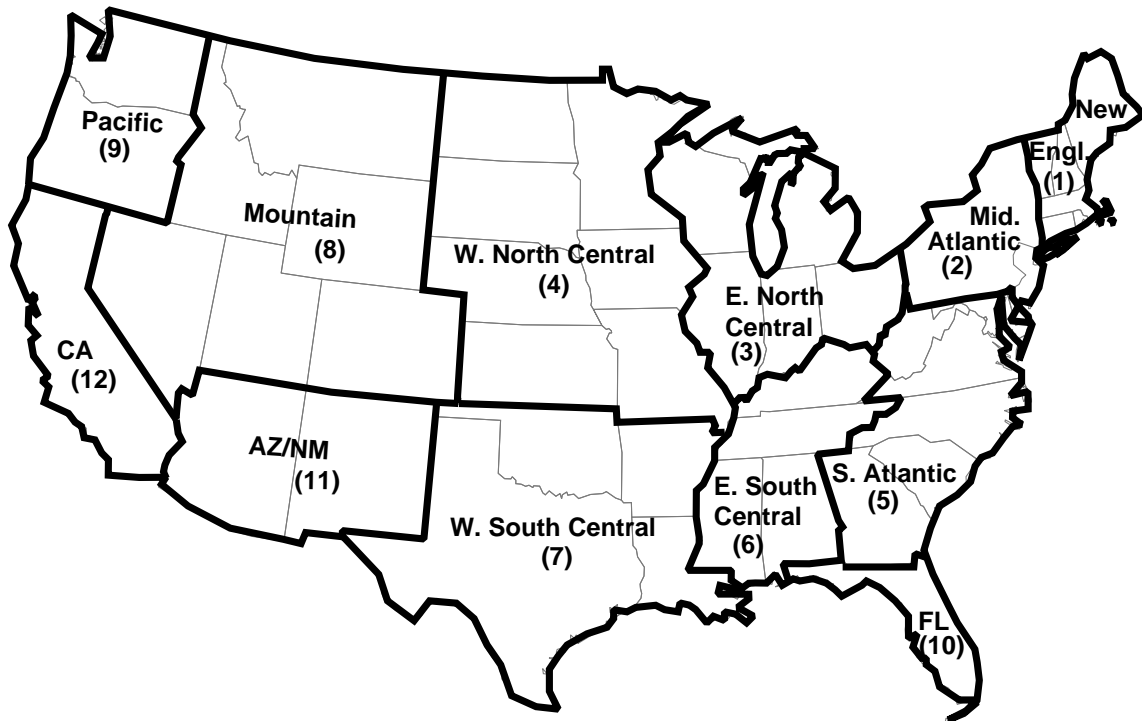 New
Engl.
(1)
Pacific
(9)
Mountain
(8)
Mid.
Atlantic
(2)
W. North Central
(4)
E. North
Central
(3)
CA
(12)
AZ/NM
(11)
S. Atlantic
(5)
E. South
Central
(6)
W. South Central
(7)
FL
(10)